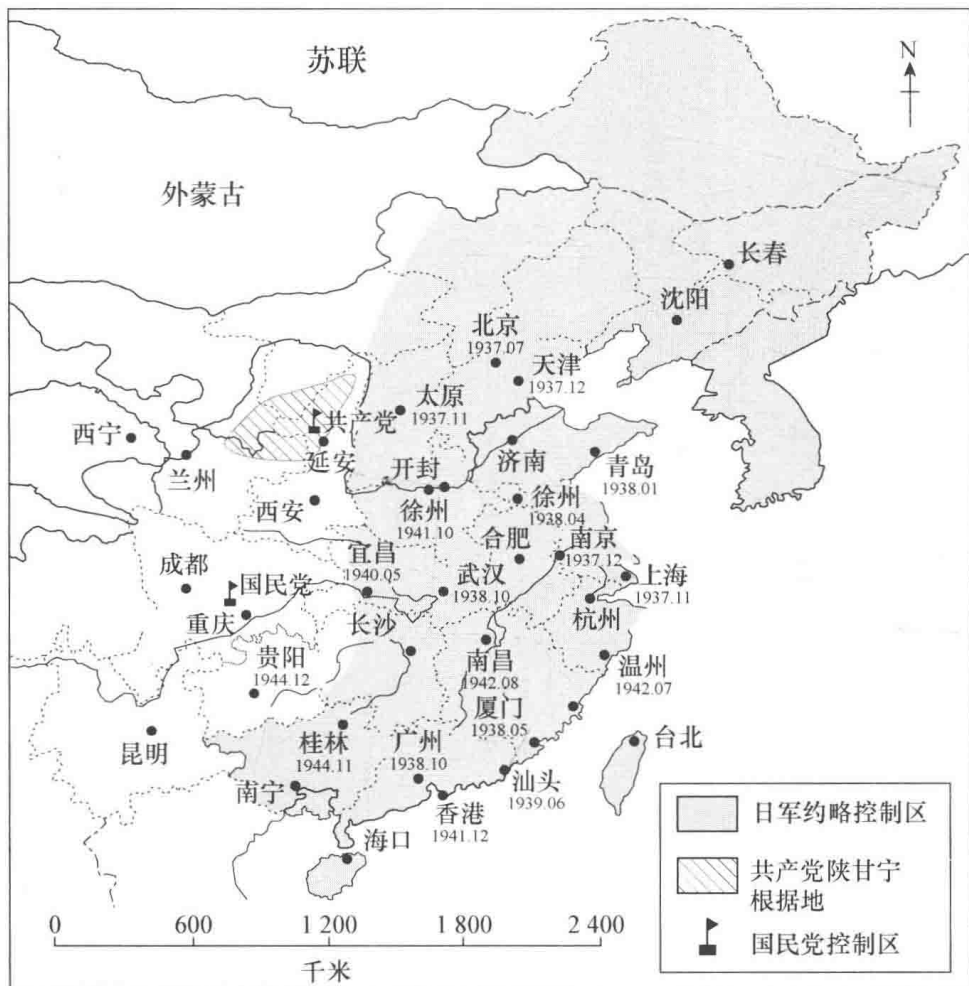 苏联
N
外蒙古
长春
沈阳
北京
1937.07
天津
1937.12
太原
1937.11
共产党
延安
西宁
兰州
济南
青岛
1938.01
开封
徐州
1941.10
徐州
1938.04
西安
合肥
南京
1937.12
宜昌
1940.05
武汉
1938.10
上海
1937.11
成都
国民党
重庆
杭州
长沙
贵阳
1944.12
南昌
1942.08
温州
1942.07
厦门
1938.05
昆明
桂林
1944.11
广州
1938.10
台北
南宁
汕头
1939.06
香港
1941.12
海口
日军约略控制区
共产党陕甘宁
根据地
国民党控制区
0 600 1 200 1 800 2 400
千米